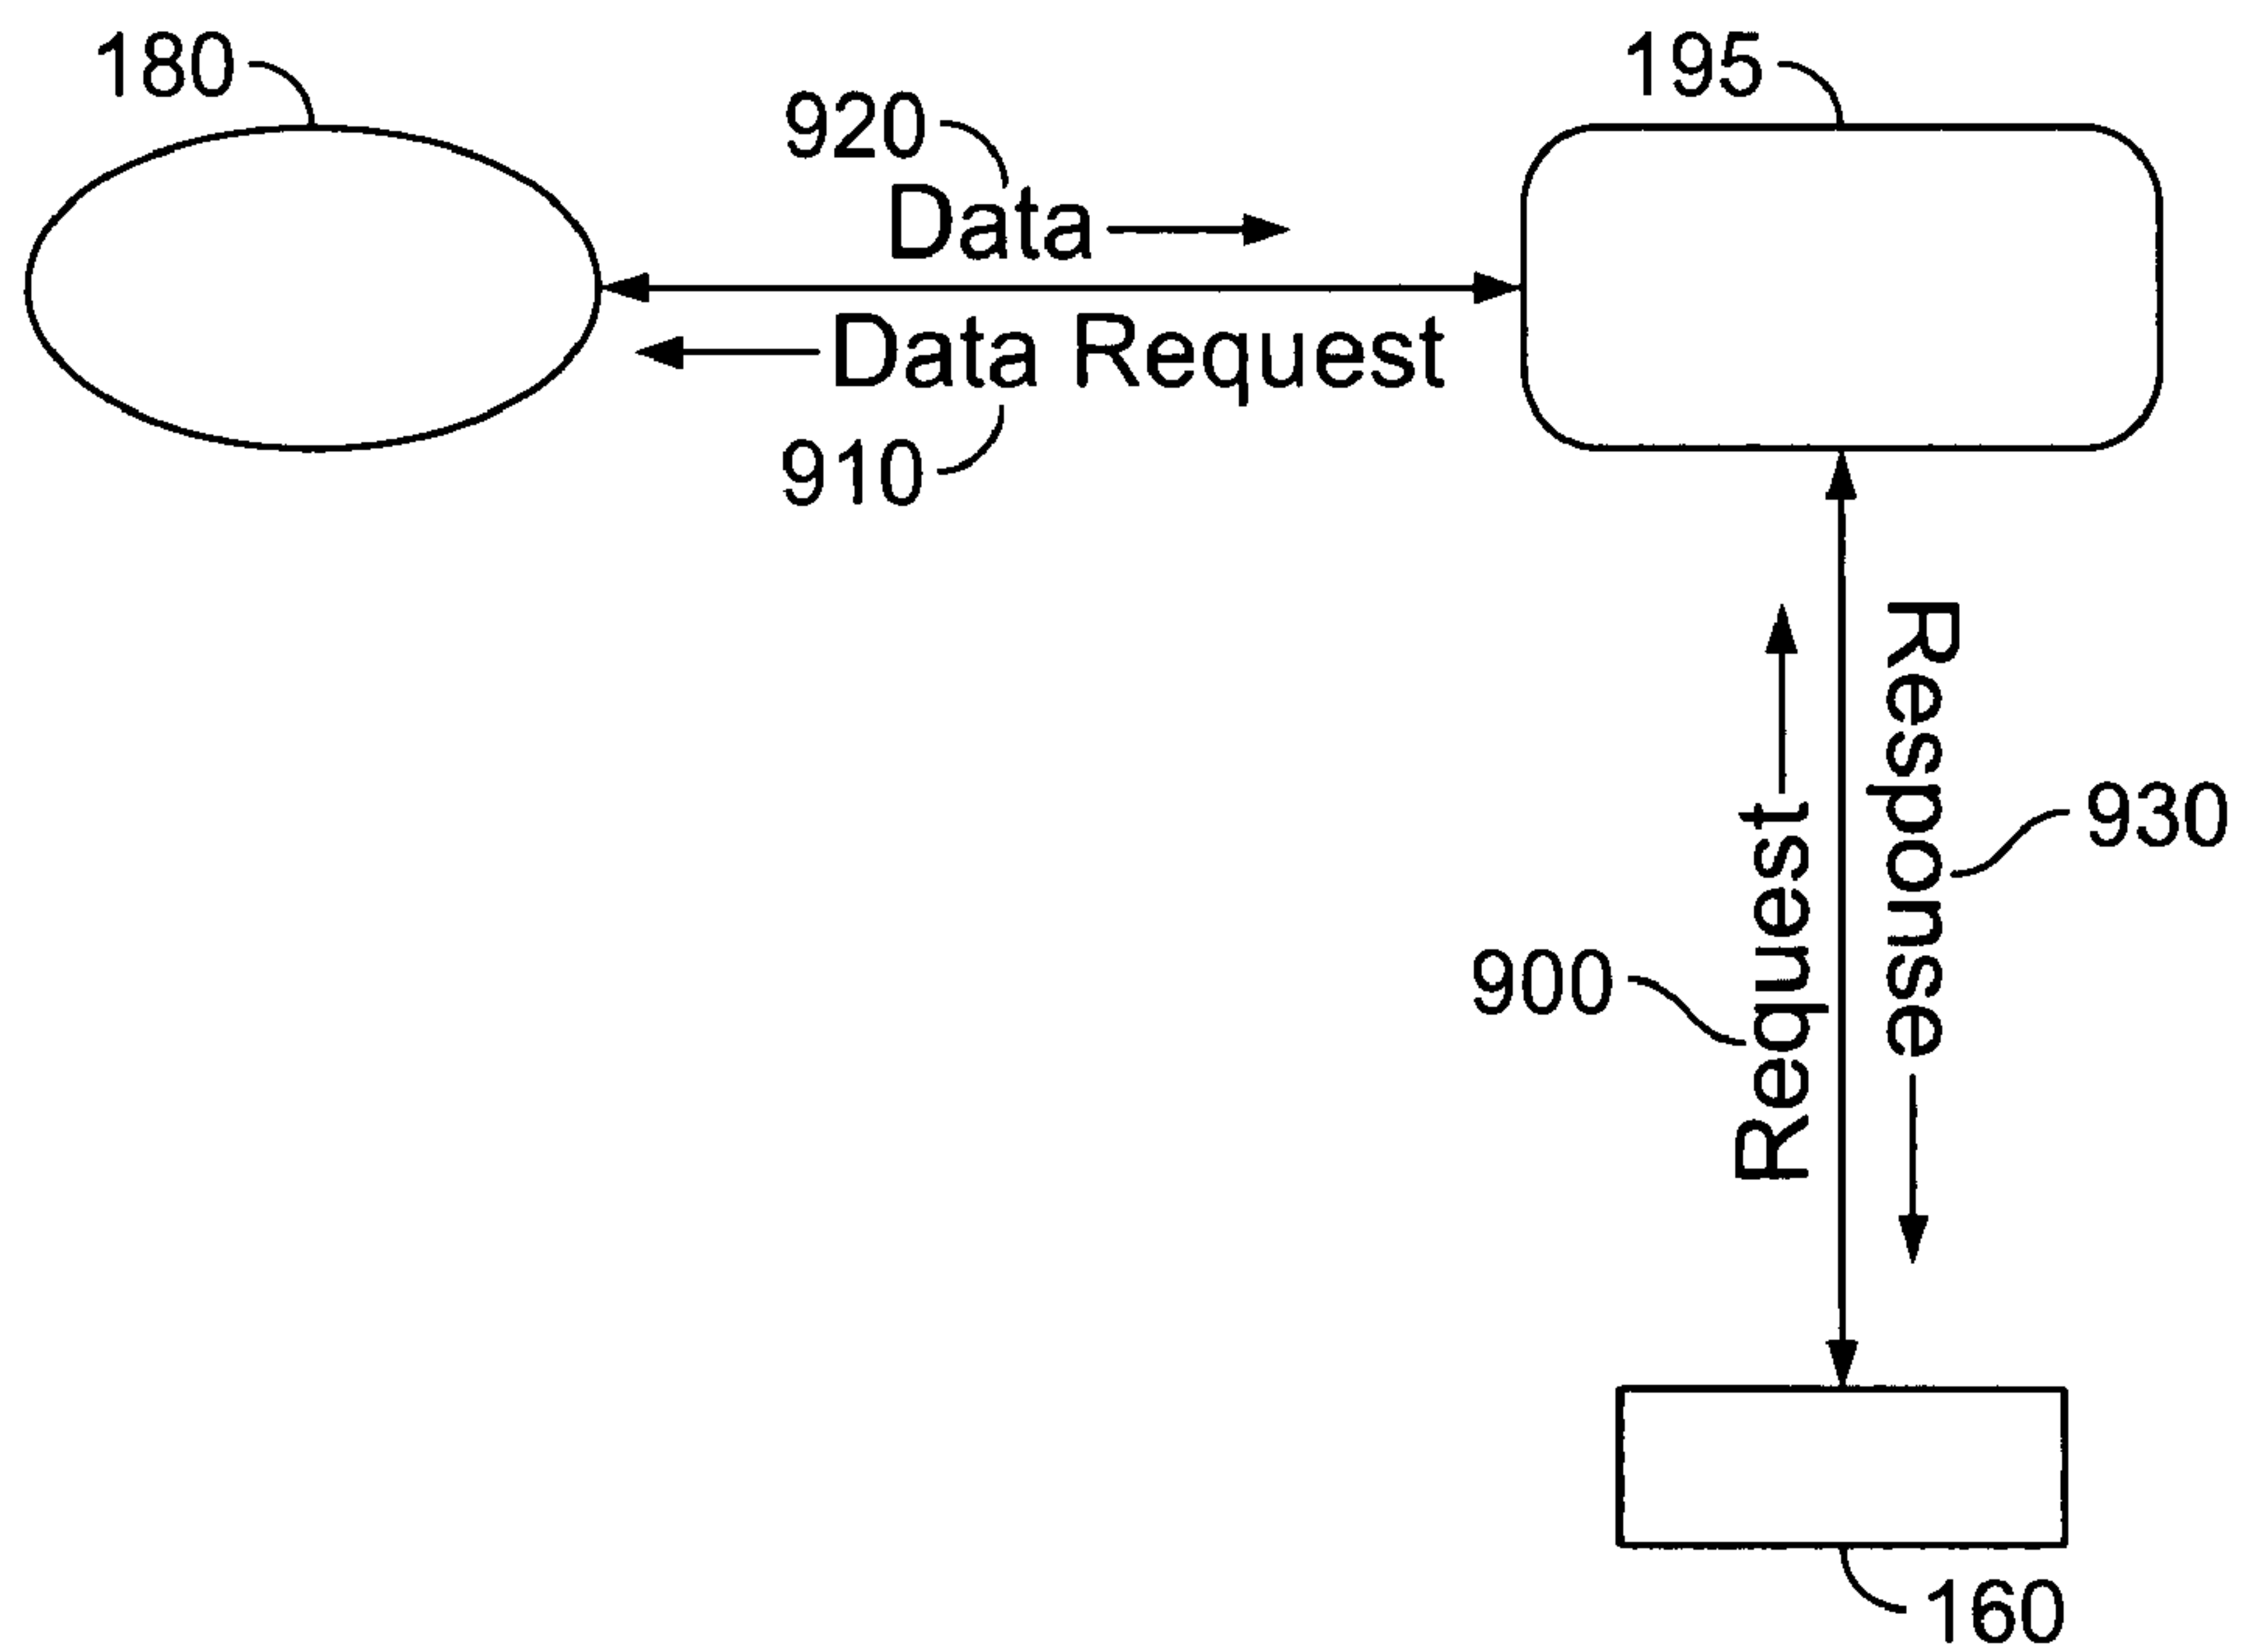 180
195
920
Data
Data Request
910
Response
930
Request
900
160